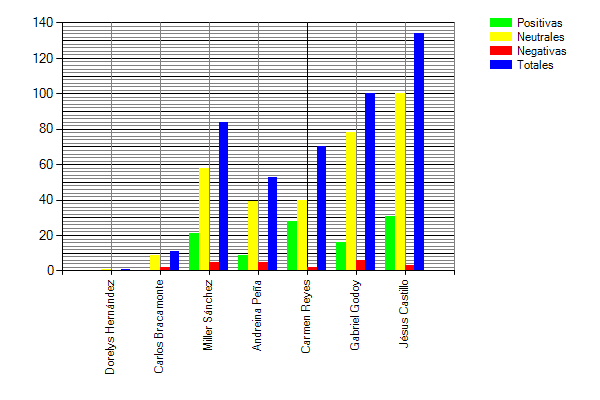 140
120
100
80
60
40
20
0
Dorelys Hernández
Carlos Bracamonte
Miller Sánchez
Andreina Peña
Carmen Reyes
Gabriel Godoy
Jésus Castillo
Positivas
Neutrales
Negativas
Totales